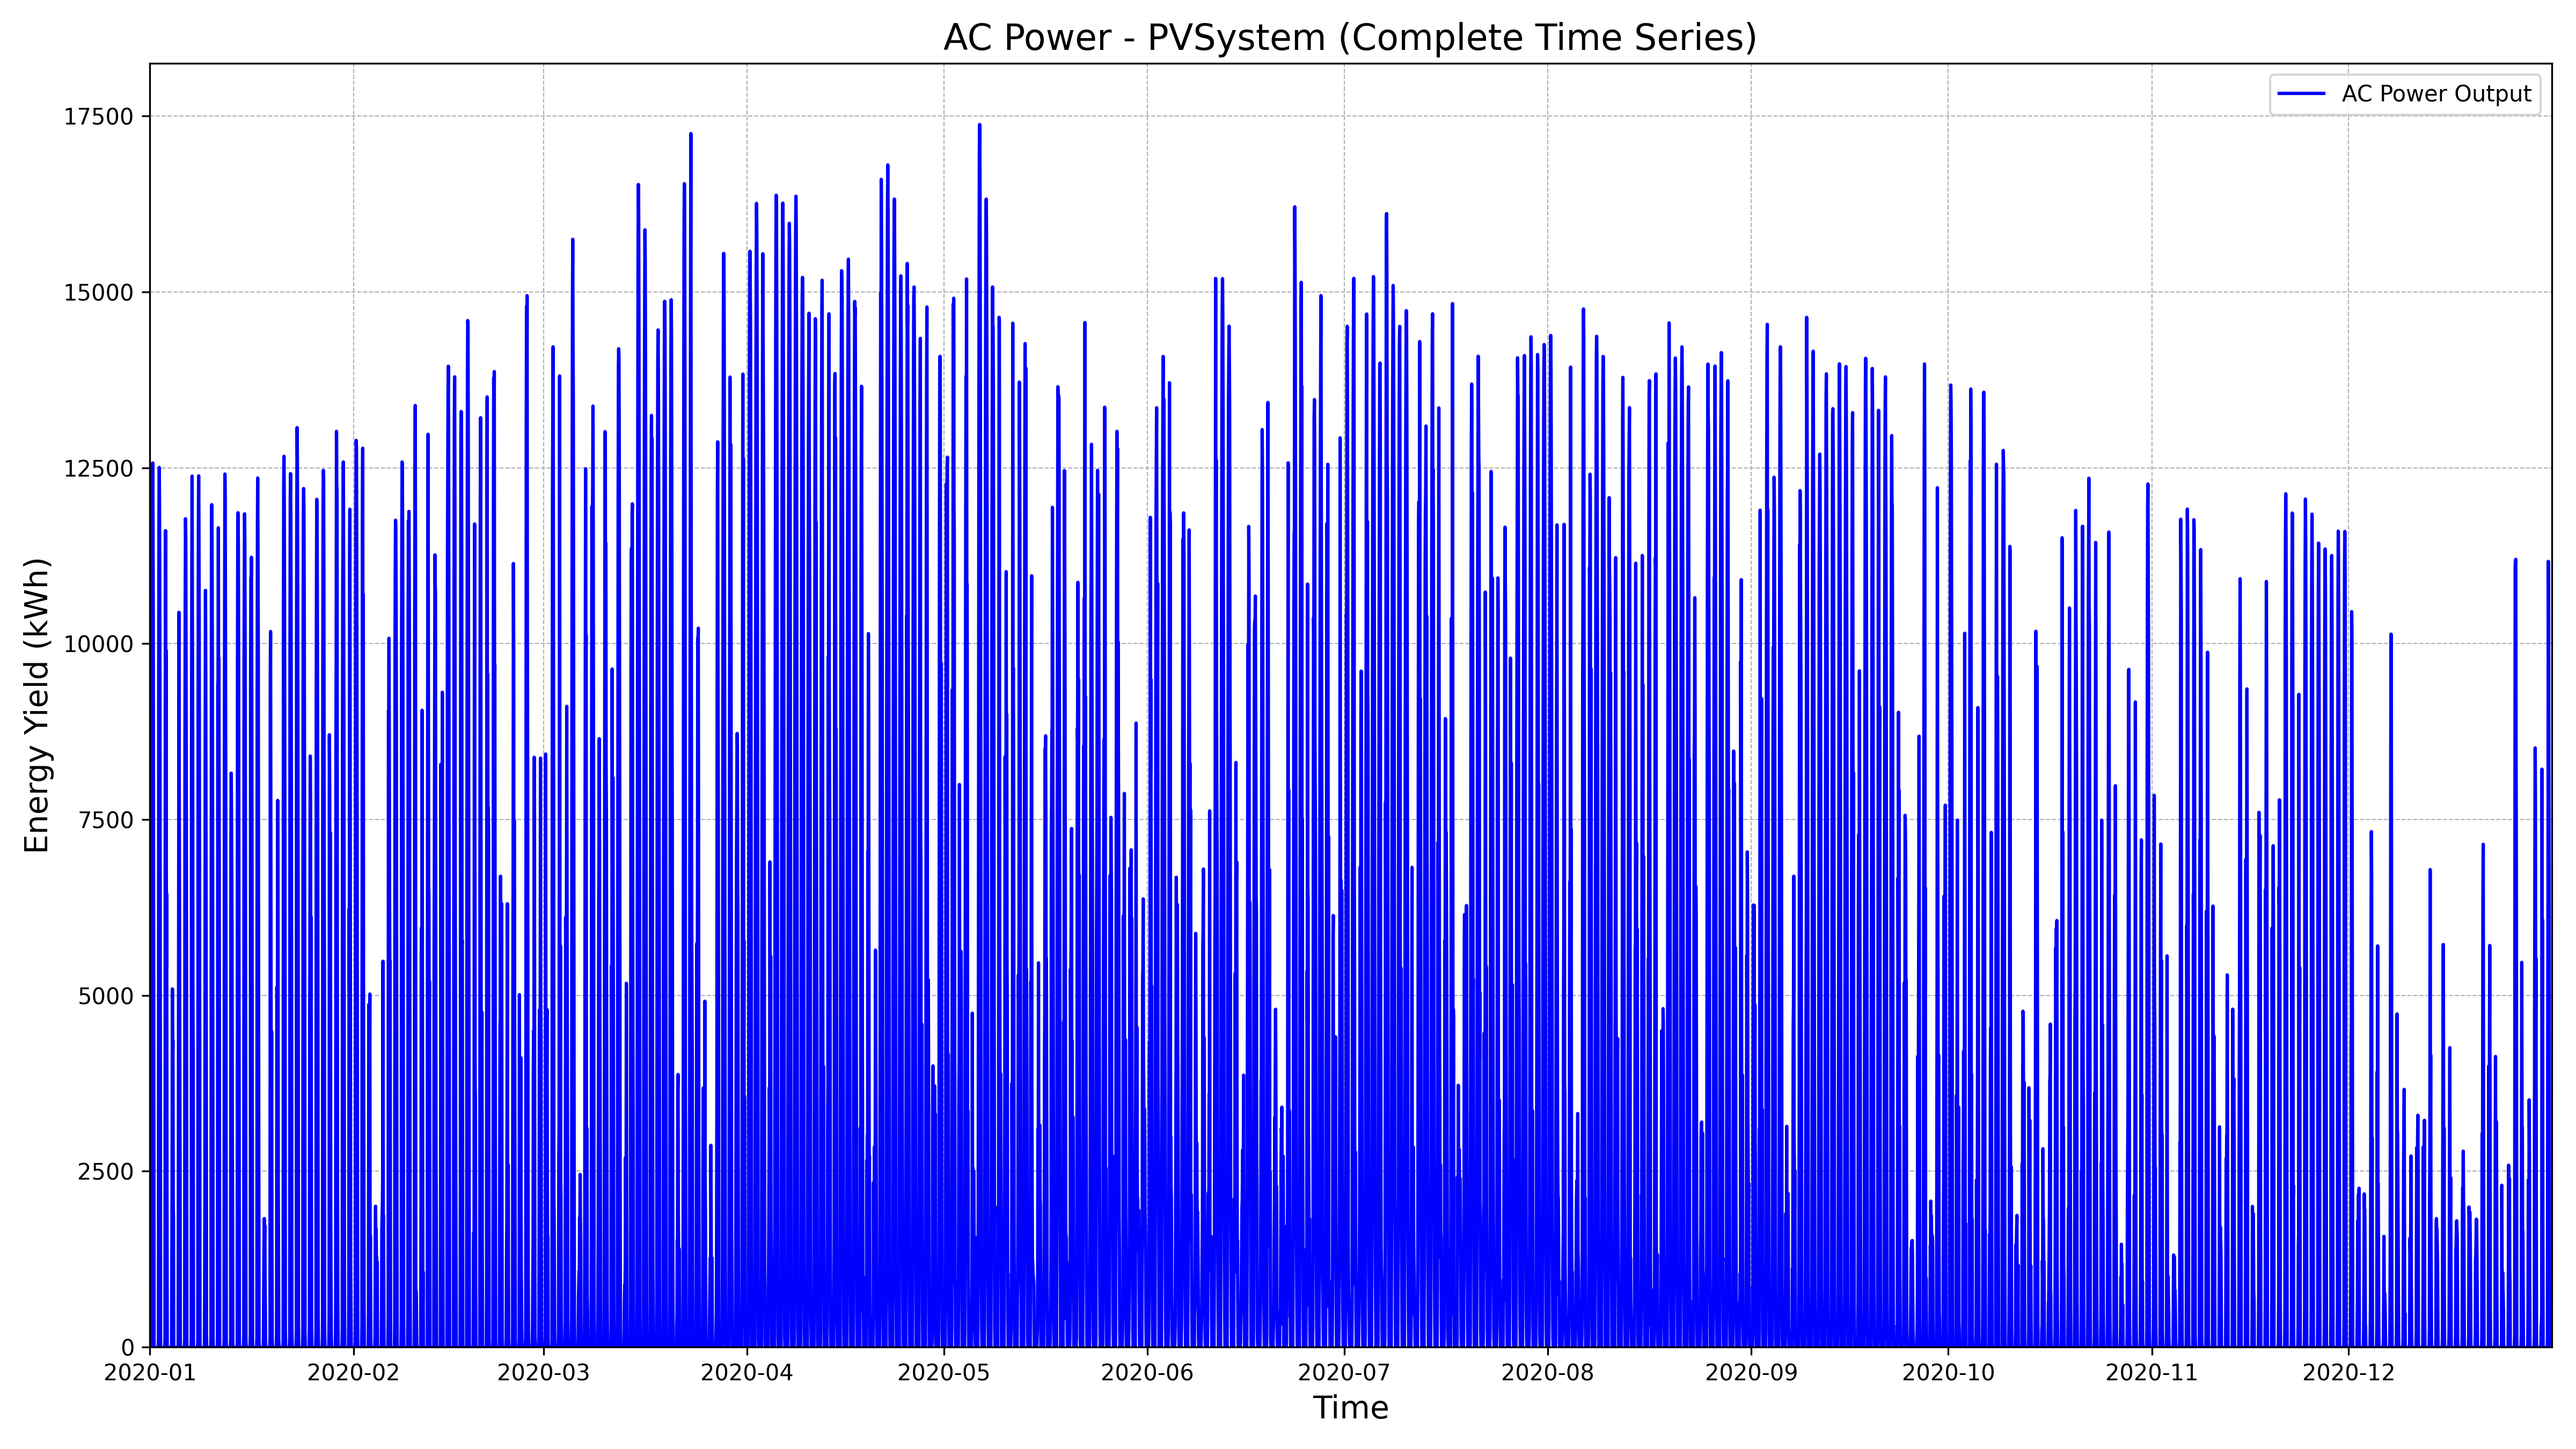 AC Power - PVSystem (Complete Time Series)
AC Power Output
Energy Yield (kWh)
17500
15000
12500
10000
7500
5000
2500
0
2020-01 2020-02 2020-03 2020-04 2020-05 2020-06 2020-07 2020-08 2020-09 2020-10 2020-11 2020-12
Time